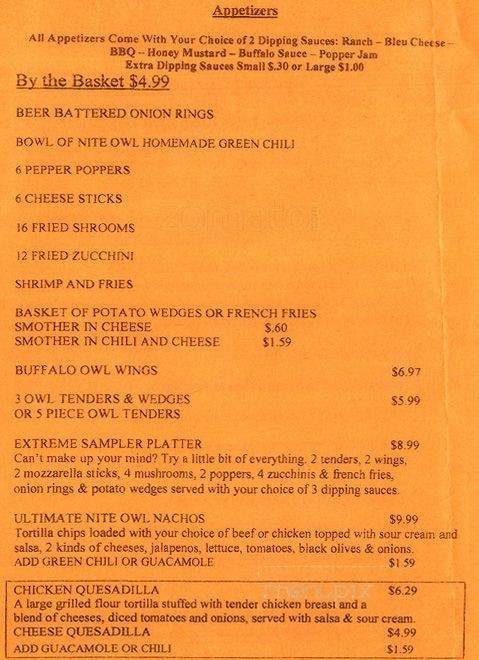 Appetizers
All Appetizers Come With Your Choice of 2 Dipping Sauces: Ranch – Bleu Cheese –
BBQ – Honey Mustard – Buffalo Sauce – Popper Jam
Extra Dipping Sauces Small $.30 or Large $1.00
By the Basket $4.99
BEER BATTERED ONION RINGS
BOWL OF NITE OWL HOMEMADE GREEN CHILI
6 PEPPER POPPERS
6 CHEESE STICKS
16 FRIED SHROOMS
zomato
12 FRIED ZUCCHINI
SHRIMP AND FRIES
BASKET OF POTATO WEDGES OR FRENCH FRIES
SMOTHER IN CHEESE $.60
SMOTHER IN CHILI AND CHEESE $1.59
BUFFALO OWL WINGS $6.97
3 OWL TENDERS & WEDGES $5.99
OR 5 PIECE OWL TENDERS
EXTREME SAMPLER PLATTER $8.99
Can't make up your mind? Try a little bit of everything. 2 tenders, 2 wings,
2 mozzarella sticks, 4 mushrooms, 2 poppers, 4 zucchinis & french fries,
onion rings & potato wedges served with your choice of 3 dipping sauces.
ULTIMATE NITE OWL NACHOS $9.99
Tortilla chips loaded with your choice of beef or chicken topped with sour cream and
salsa, 2 kinds of cheeses, jalapenos, lettuce, tomatoes, black olives & onions.
ADD GREEN CHILI OR GUACAMOLE $1.59
menupix
CHICKEN QUESADILLA $6.29
A large grilled flour tortilla stuffed with tender chicken breast and a
blend of cheeses, diced tomatoes and onions, served with salsa & sour cream.
CHEESE QUESADILLA $4.99
ADD GUACAMOLE OR CHILI $1.59